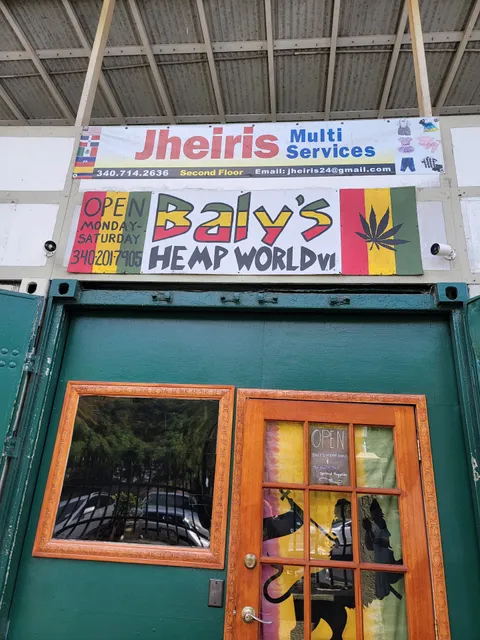 Jheiris Multi Services
340.714.2636 Second Floor Email: jheiris24@gmail.com
OPEN
MONDAY-
SATURDAY
340-201-7905
Baly's
HEMP WORLD VI
OPEN